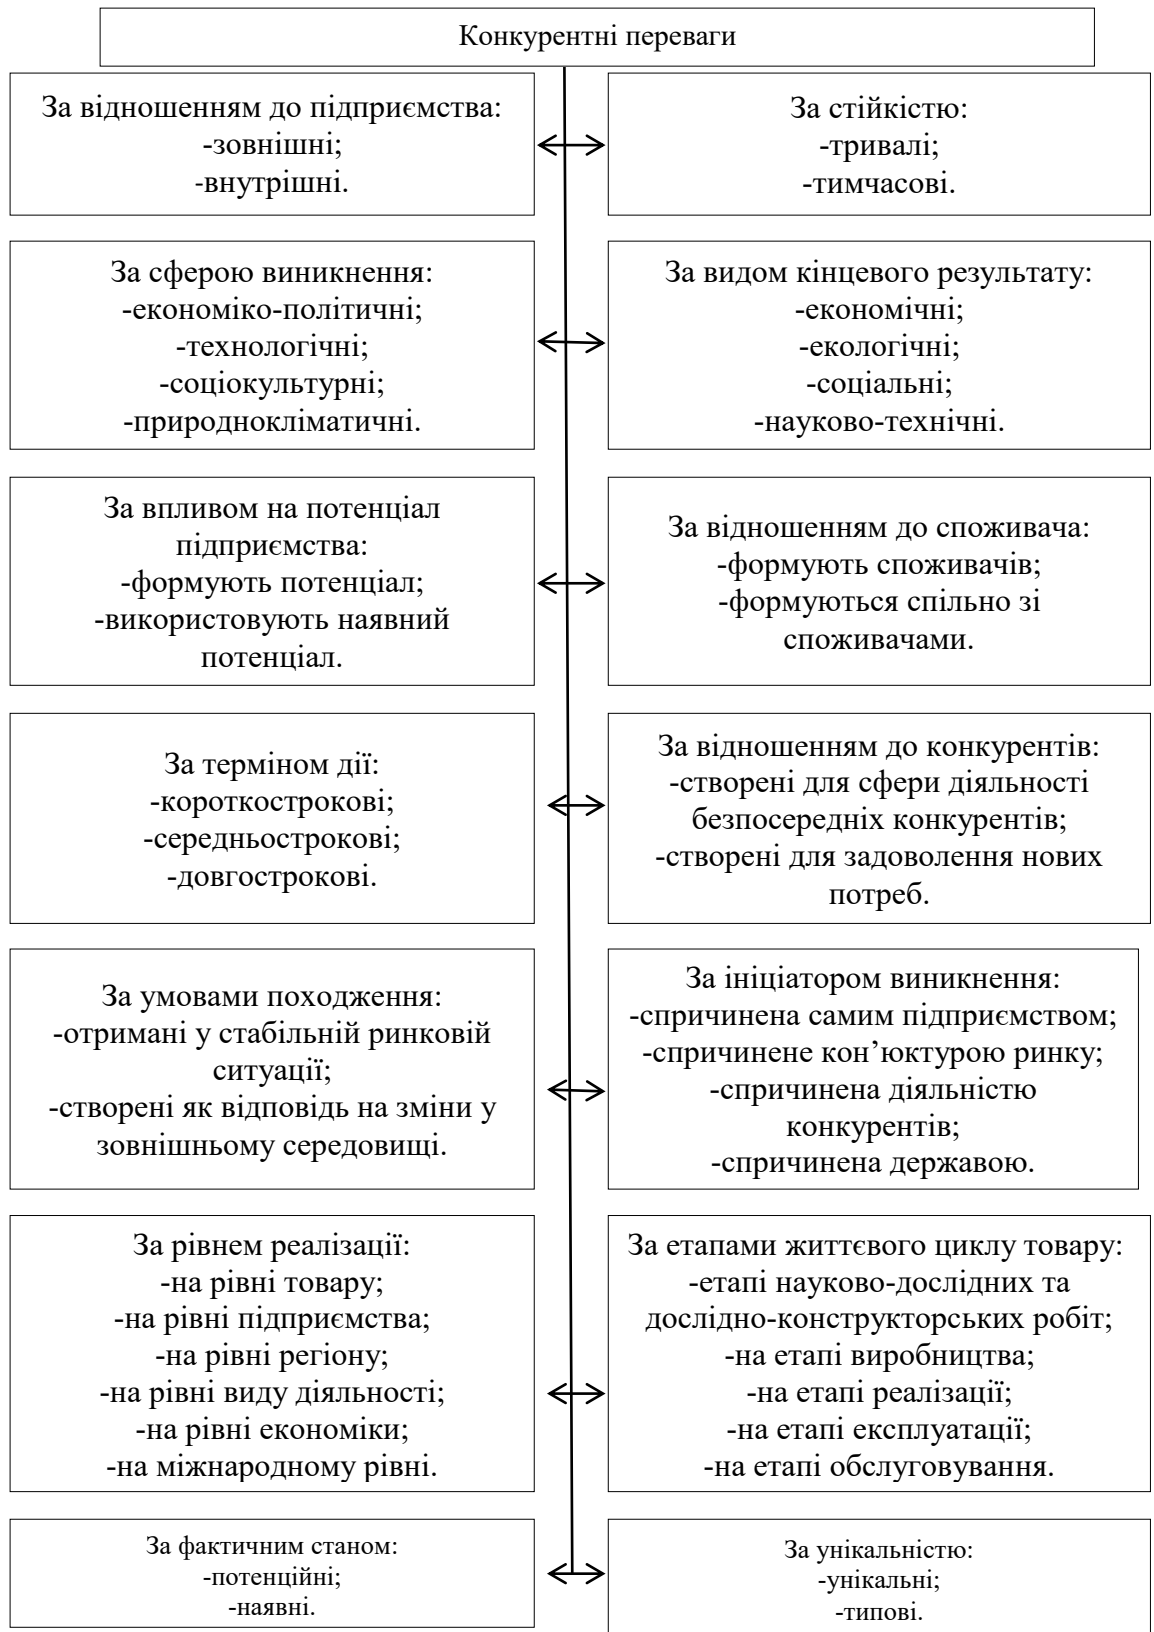 Конкурентні переваги
За відношенням до підприємства:
-зовнішні;
-внутрішні.
За стійкістю:
-тривалі;
-тимчасові.
За сферою виникнення:
-економіко-політичні;
-технологічні;
-соціокультурні;
-природнокліматичні.
За видом кінцевого результату:
-економічні;
-екологічні;
-соціальні;
-науково-технічні.
За впливом на потенціал
підприємства:
-формують потенціал;
-використовують наявний
потенціал.
За відношенням до споживача:
-формують споживачів;
-формуються спільно зі
споживачами.
За терміном дії:
-короткострокові;
-середньострокові;
-довгострокові.
За відношенням до конкурентів:
-створені для сфери діяльності
безпосередніх конкурентів;
-створені для задоволення нових
потреб.
За умовами походження:
-отримані у стабільній ринковій
ситуації;
-створені як відповідь на зміни у
зовнішньому середовищі.
За ініціатором виникнення:
-спричинена самим підприємством;
-спричинене кон’юктурою ринку;
-спричинена діяльністю
конкурентів;
-спричинена державою.
За рівнем реалізації:
-на рівні товару;
-на рівні підприємства;
-на рівні регіону;
-на рівні виду діяльності;
-на рівні економіки;
-на міжнародному рівні.
За етапами життєвого циклу товару:
-етапі науково-дослідних та
дослідно-конструкторських робіт;
-на етапі виробництва;
-на етапі реалізації;
-на етапі експлуатації;
-на етапі обслуговування.
За фактичним станом:
-потенційні;
-наявні.
За унікальністю:
-унікальні;
-типові.